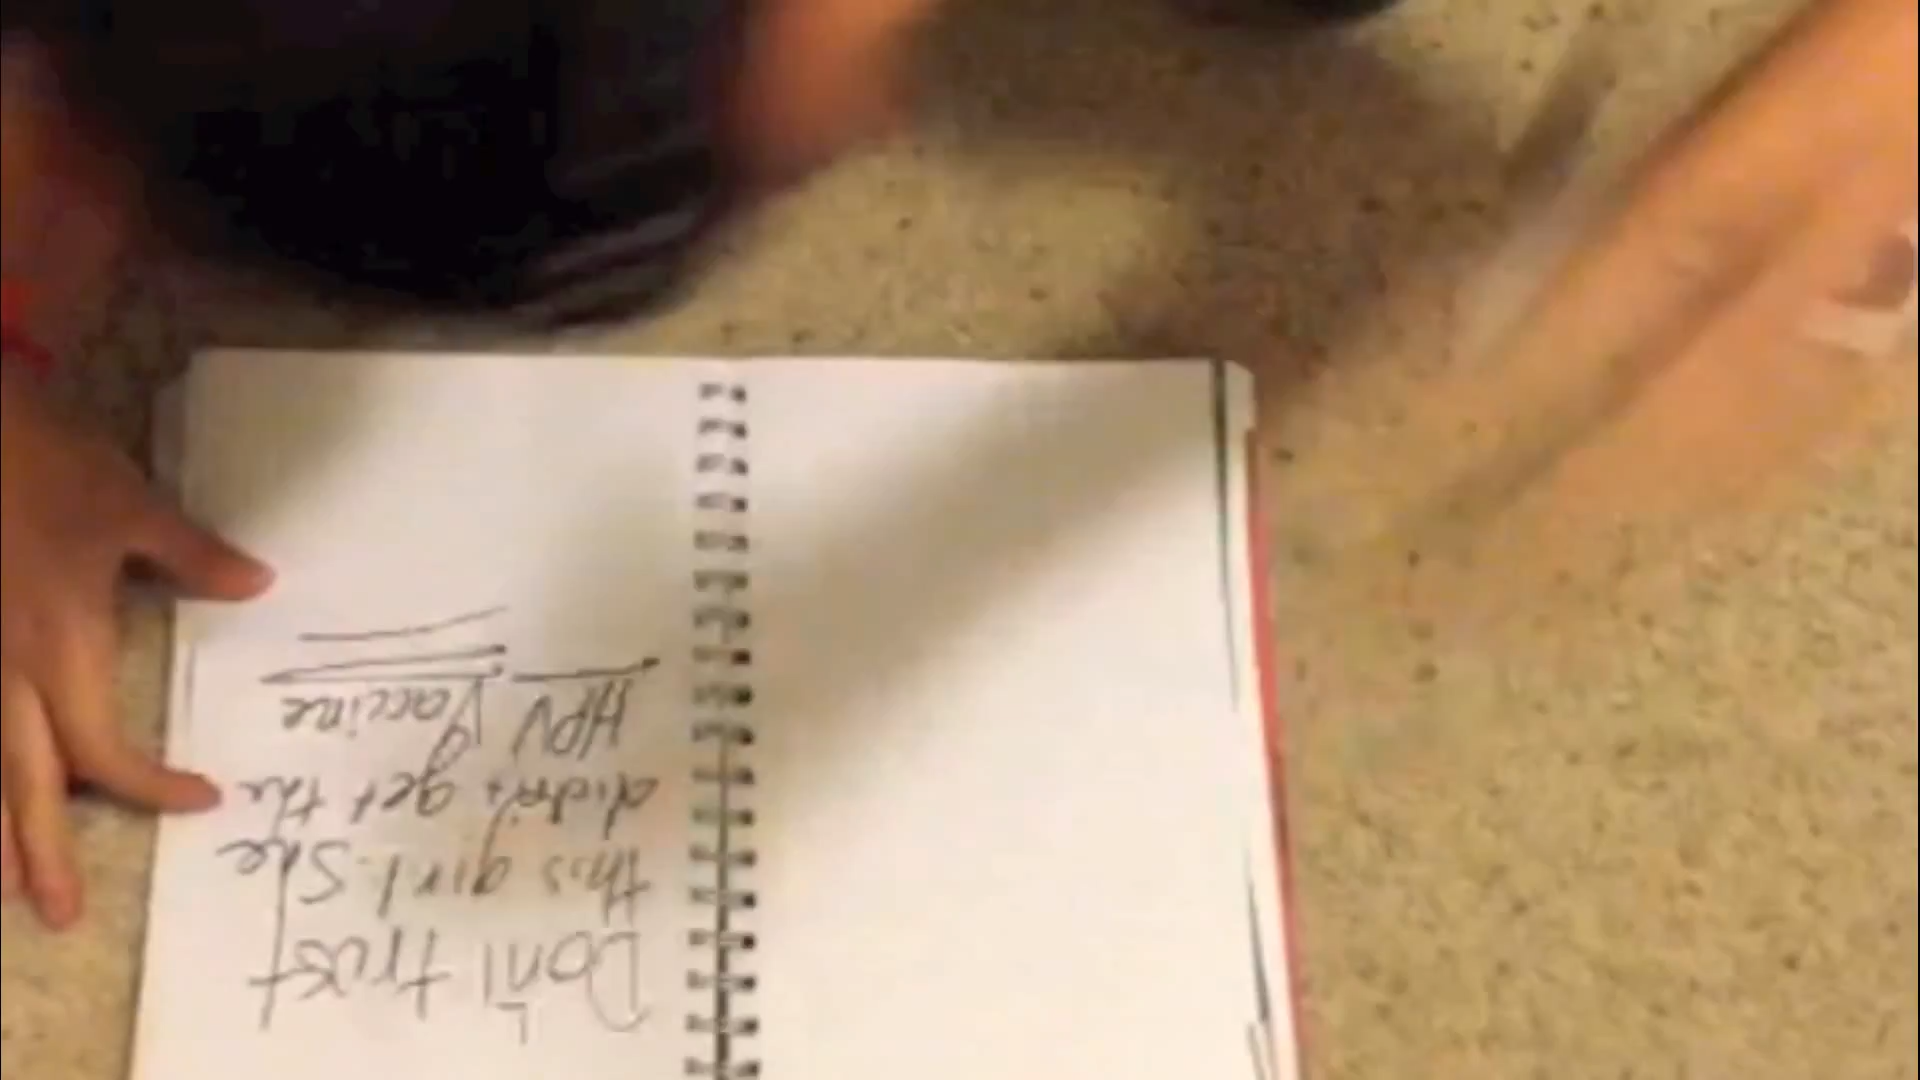 Don't trust
this girl. She
didn't get the
HPV Vaccine